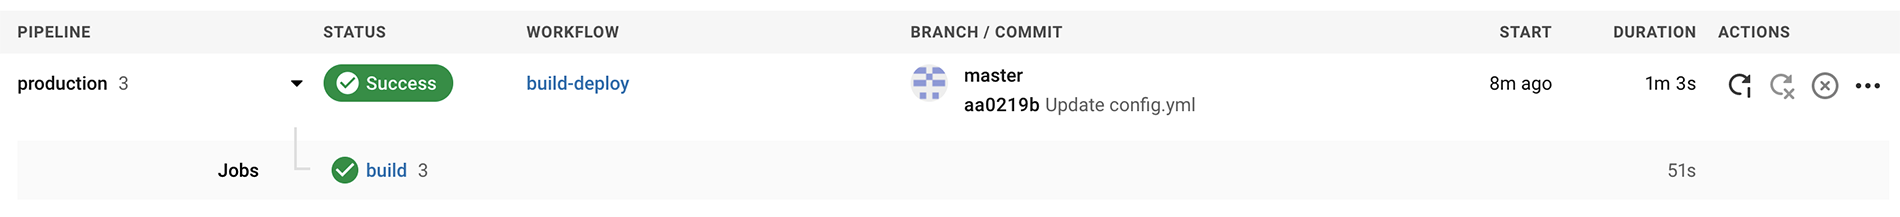 PIPELINE STATUS WORKFLOW BRANCH / COMMIT START DURATION ACTIONS
production 3 Success build-deploy master 8m ago 1m 3s
aa0219b Update config.yml
Jobs build 3 51s